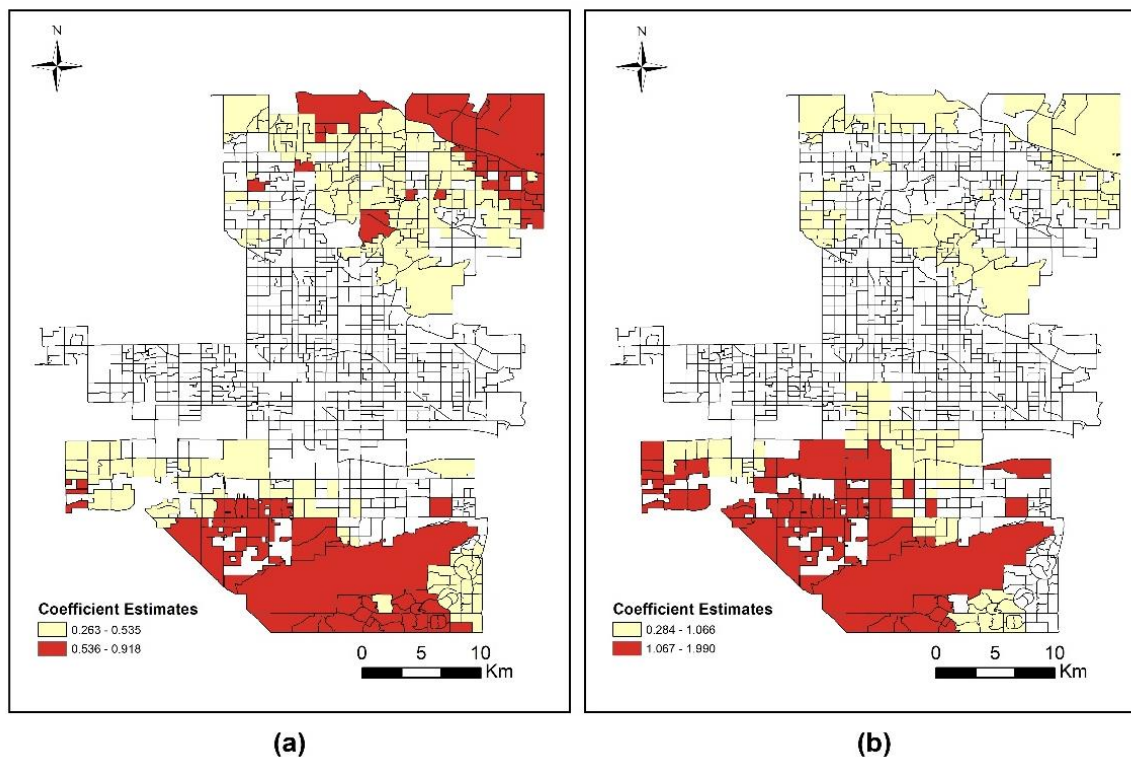 N
Coefficient Estimates
0.263 - 0.535
0.536 - 0.918
0 5 10
Km
(a)
N
Coefficient Estimates
0.284 - 1.066
1.067 - 1.990
0 5 10
Km
(b)